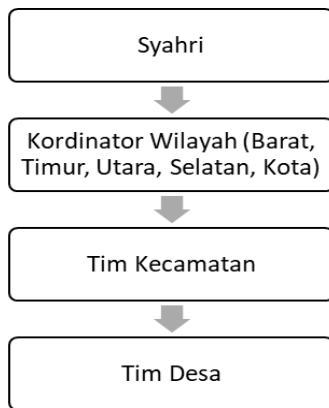 Syahri
Kordinator Wilayah (Barat,
Timur, Utara, Selatan, Kota)
Tim Kecamatan
Tim Desa